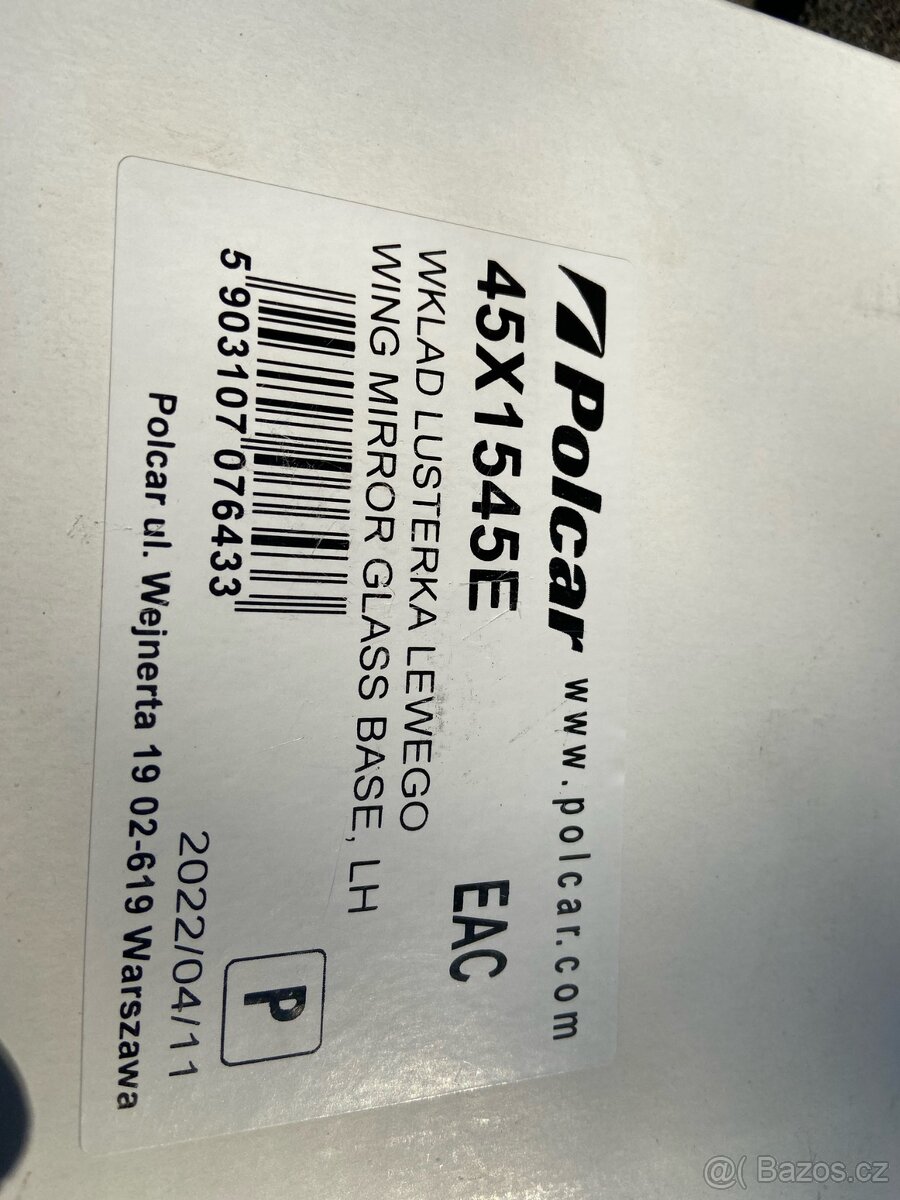 Polcar www.polcar.com
45X1545E EAC
WKLAD LUSTERKA LEWEGO
WING MIRROR GLASS BASE, LH
P
5 903107 076433
2022/04/11
Polcar ul. Wejnerta 19 02-619 Warszawa
@( Bazos.cz